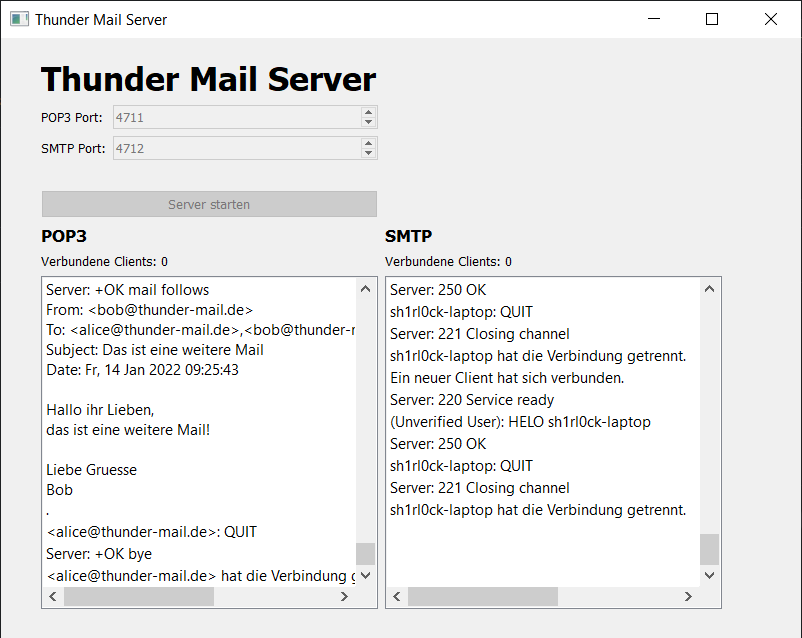 Thunder Mail Server
Thunder Mail Server
POP3 Port: 4711
SMTP Port: 4712
Server starten
POP3
Verbundene Clients: 0
Server: +OK mail follows
From: <bob@thunder-mail.de>
To: <alice@thunder-mail.de>,<bob@thunder-
Subject: Das ist eine weitere Mail
Date: Fr, 14 Jan 2022 09:25:43
Hallo ihr Lieben,
das ist eine weitere Mail!
Liebe Gruesse
Bob
.
<alice@thunder-mail.de>: QUIT
Server: +OK bye
<alice@thunder-mail.de> hat die Verbindung
SMTP
Verbundene Clients: 0
Server: 250 OK
sh1rl0ck-laptop: QUIT
Server: 221 Closing channel
sh1rl0ck-laptop hat die Verbindung getrennt.
Ein neuer Client hat sich verbunden.
Server: 220 Service ready
(Unverified User): HELO sh1rl0ck-laptop
Server: 250 OK
sh1rl0ck-laptop: QUIT
Server: 221 Closing channel
sh1rl0ck-laptop hat die Verbindung getrennt.